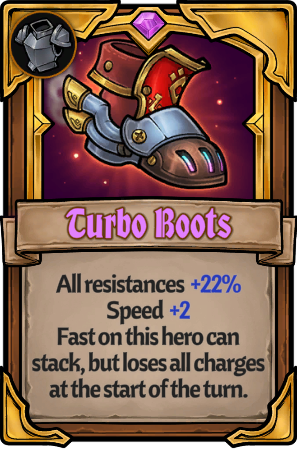 Turbo Boots
All resistances +22%
Speed +2
Fast on this hero can
stack, but loses all charges
at the start of the turn.